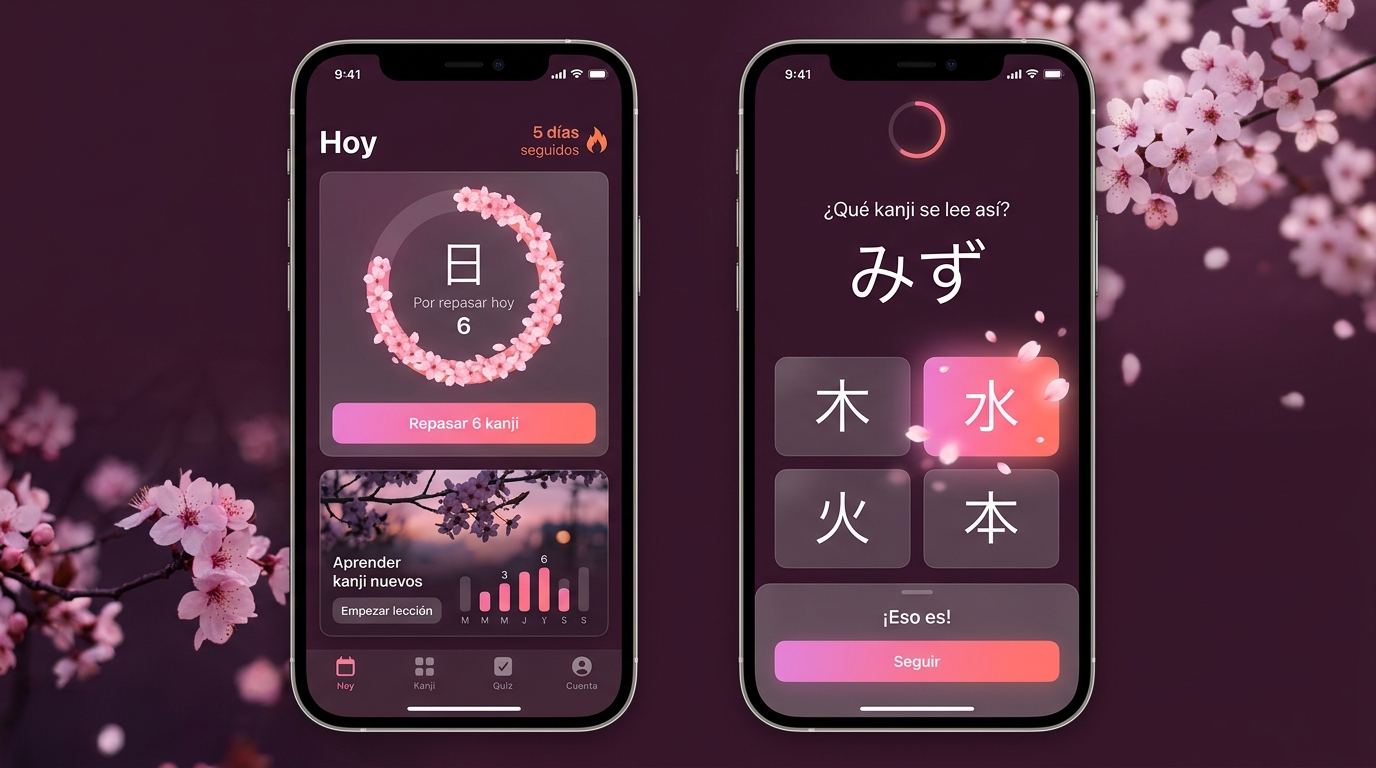 9:41
Hoy
5 días
seguidos
日
Por repasar hoy
6
Repasar 6 kanji
Aprender
kanji nuevos
Empezar lección
3
6
M M M J Y S S
Noy
Kanji
Quiz
Cuenta
9:41
¿Qué kanji se lee así?
みず
木
水
火
本
¡Eso es!
Seguir